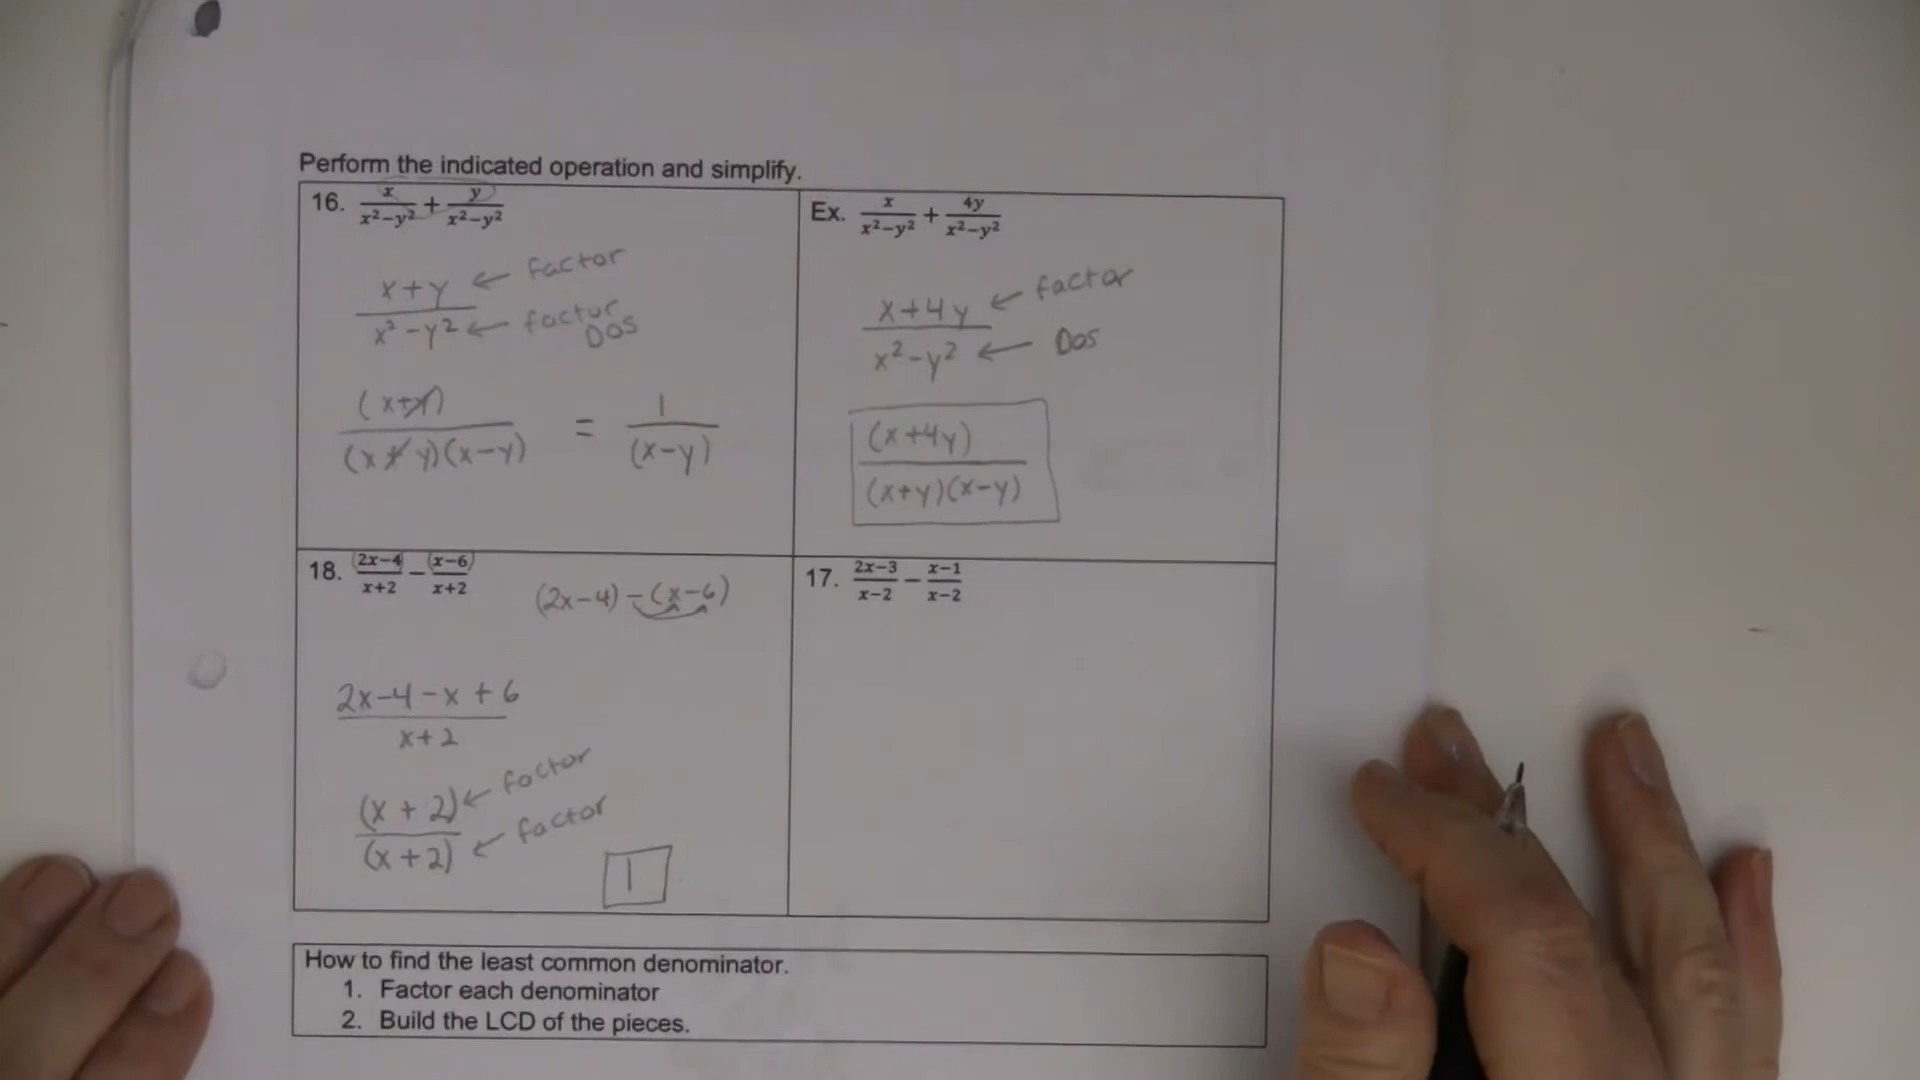 Perform the indicated operation and simplify.
16. x/(x²−y²) + y/(x²−y²)
x+y ← factor
x²−y² ← factor
DOS
(x+y)
(x+y)(x−y)
= 1/(x−y)
Ex. x/(x²−y²) + 4y/(x²−y²)
x+4y ← factor
x²−y² ← DOS
(x+4y)
(x+y)(x−y)
18. (2x−4)/(x+2) − (x−6)/(x+2)
(2x−4) −(x−6)
2x−4−x+6
x+2
(x+2) ← factor
(x+2) ← factor
1
17. (2x−3)/(x−2) − (x−1)/(x−2)
How to find the least common denominator.
1. Factor each denominator
2. Build the LCD of the pieces.